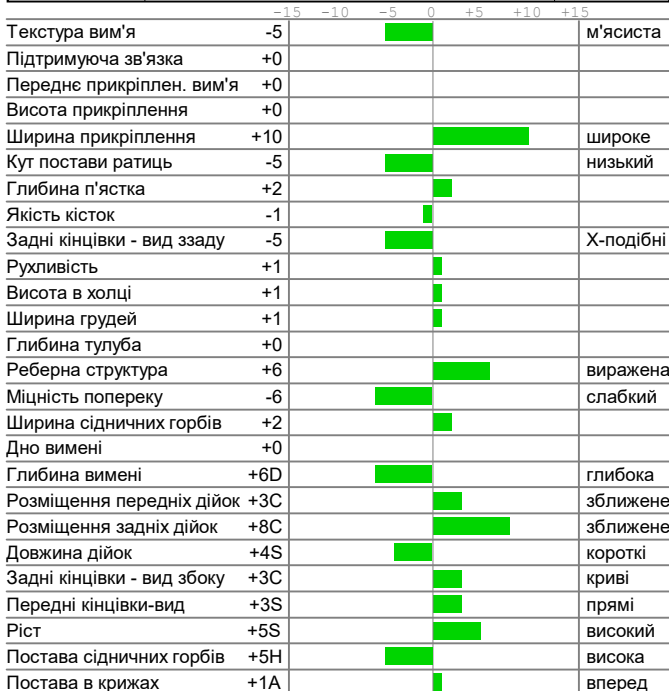 -15 -10 -5 0 +5 +10 +15
Текстура вим'я -5 м'ясиста
Підтримуюча зв'язка +0
Переднє прикріплен. вим'я +0
Висота прикріплення +0
Ширина прикріплення +10 широке
Кут постави ратиць -5 низький
Глибина п'ястка +2
Якість кісток -1
Задні кінцівки - вид ззаду -5 X-подібні
Рухливість +1
Висота в холці +1
Ширина грудей +1
Глибина тулуба +0
Реберна структура +6 виражена
Міцність попереку -6 слабкий
Ширина сідничних горбів +2
Дно вимені +0
Глибина вимені +6D глибока
Розміщення передніх дійок +3C зближене
Розміщення задніх дійок +8C зближене
Довжина дійок +4S короткі
Задні кінцівки - вид збоку +3C криві
Передні кінцівки-вид +3S прямі
Ріст +5S високий
Постава сідничних горбів +5H висока
Постава в крижах +1A вперед